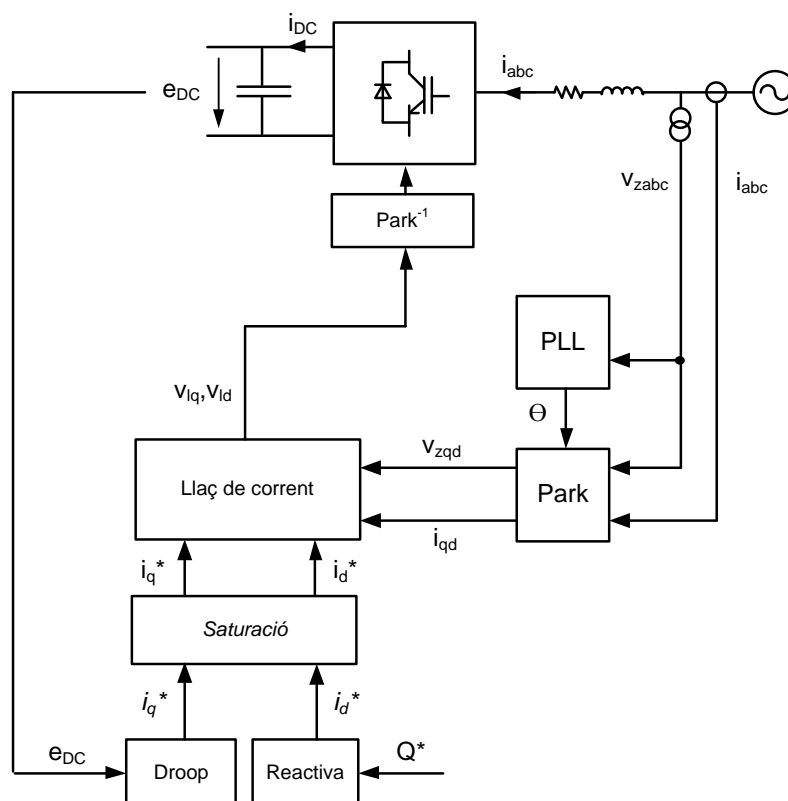 i_DC
i_abc
e_DC
v_zabc
i_abc
Park^-1
PLL
v_lq,v_ld
Θ
v_zqd
Llaç de corrent
Park
i_qd
i_q*
i_d*
Saturació
i_q*
i_d*
e_DC
Q*
Droop
Reactiva